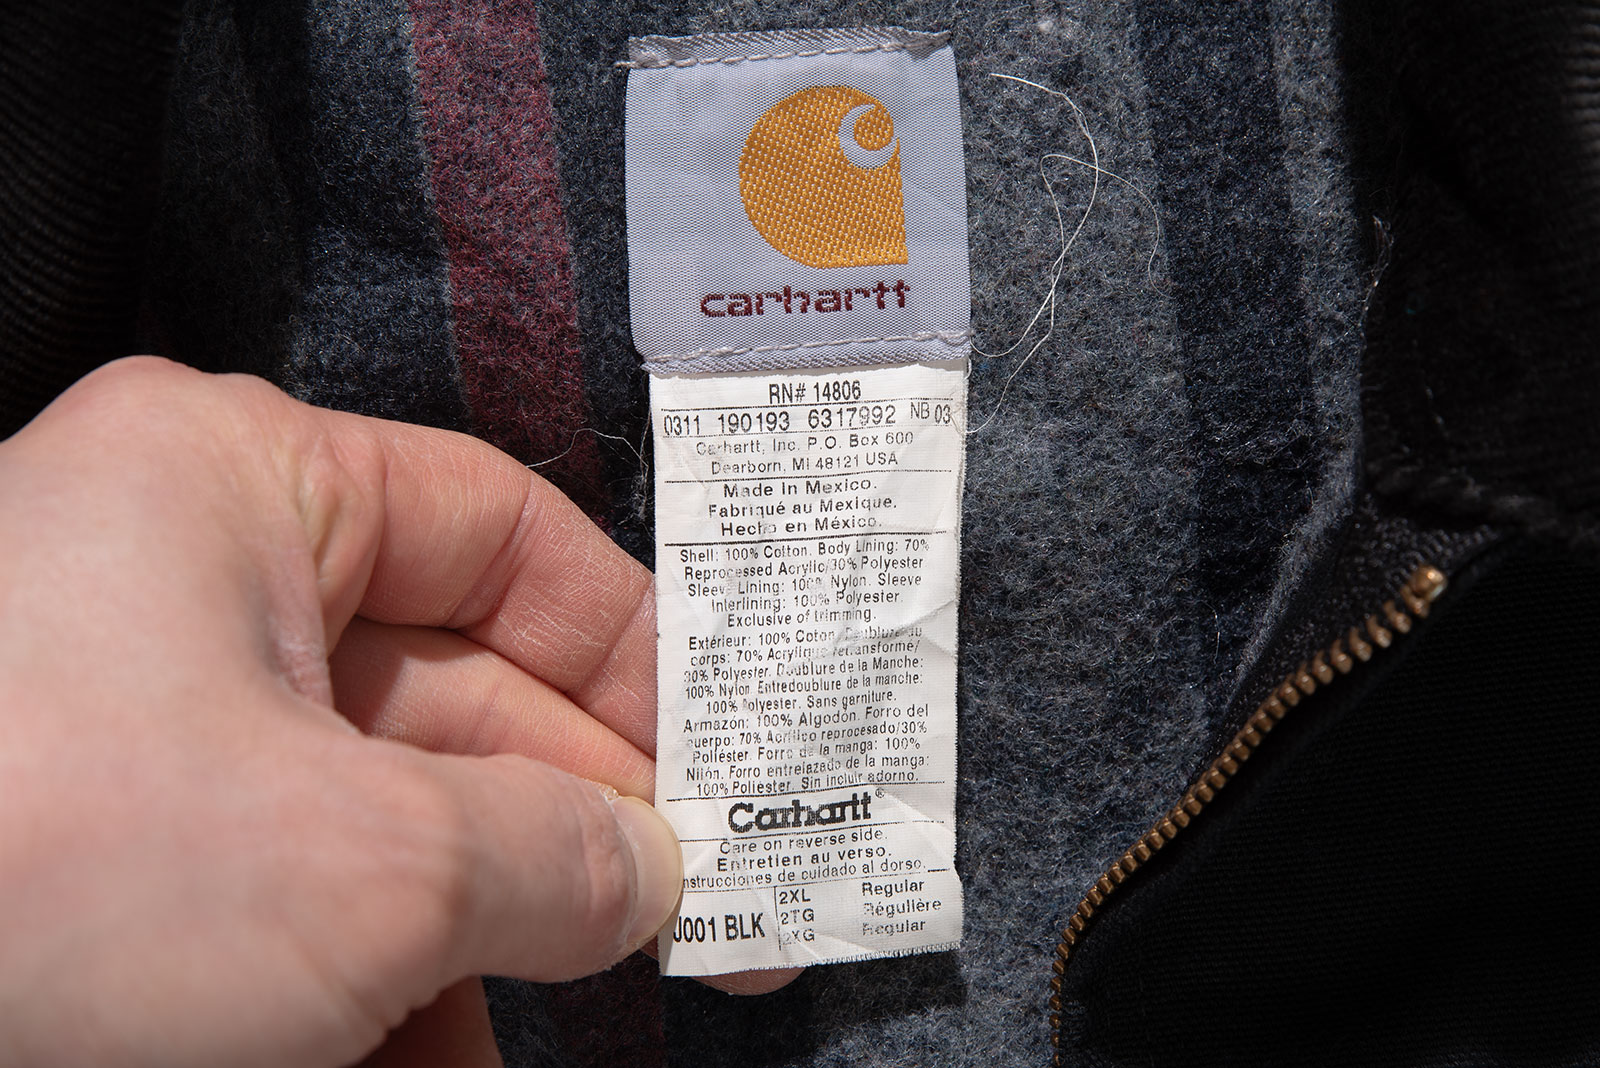 carhartt
RN# 14806
0311 190193 6317992 NB 03
Carhartt, Inc. P.O. Box 600
Dearborn, MI 48121 USA
Made In Mexico.
Fabriqué au Mexique.
Hecho en México.
Shell: 100% Cotton. Body Lining: 70%
Reprocessed Acrylic/30% Polyester
Sleeve Lining: 100% Nylon. Sleeve
Interlining: 100% Polyester.
Exclusive of trimming.
Extérieur: 100% Coton. Doublure au
corps: 70% Acrylique retransformé/
30% Polyester. Doublure de la Manche:
100% Nylon. Entredoublure de la manche:
100% Polyester. Sans garniture.
Armazón: 100% Algodón. Forro del
cuerpo: 70% Acrílico reprocesado/30%
Poliéster. Forro de la manga: 100%
Nilón. Forro entrelazado de la manga:
100% Poliéster. Sin incluir adorno.
Carhartt®
Care on reverse side.
Entretien au verso.
Instrucciones de cuidado al dorso.
J001 BLK
2XL Regular
2TG Régullère
2XG Regular